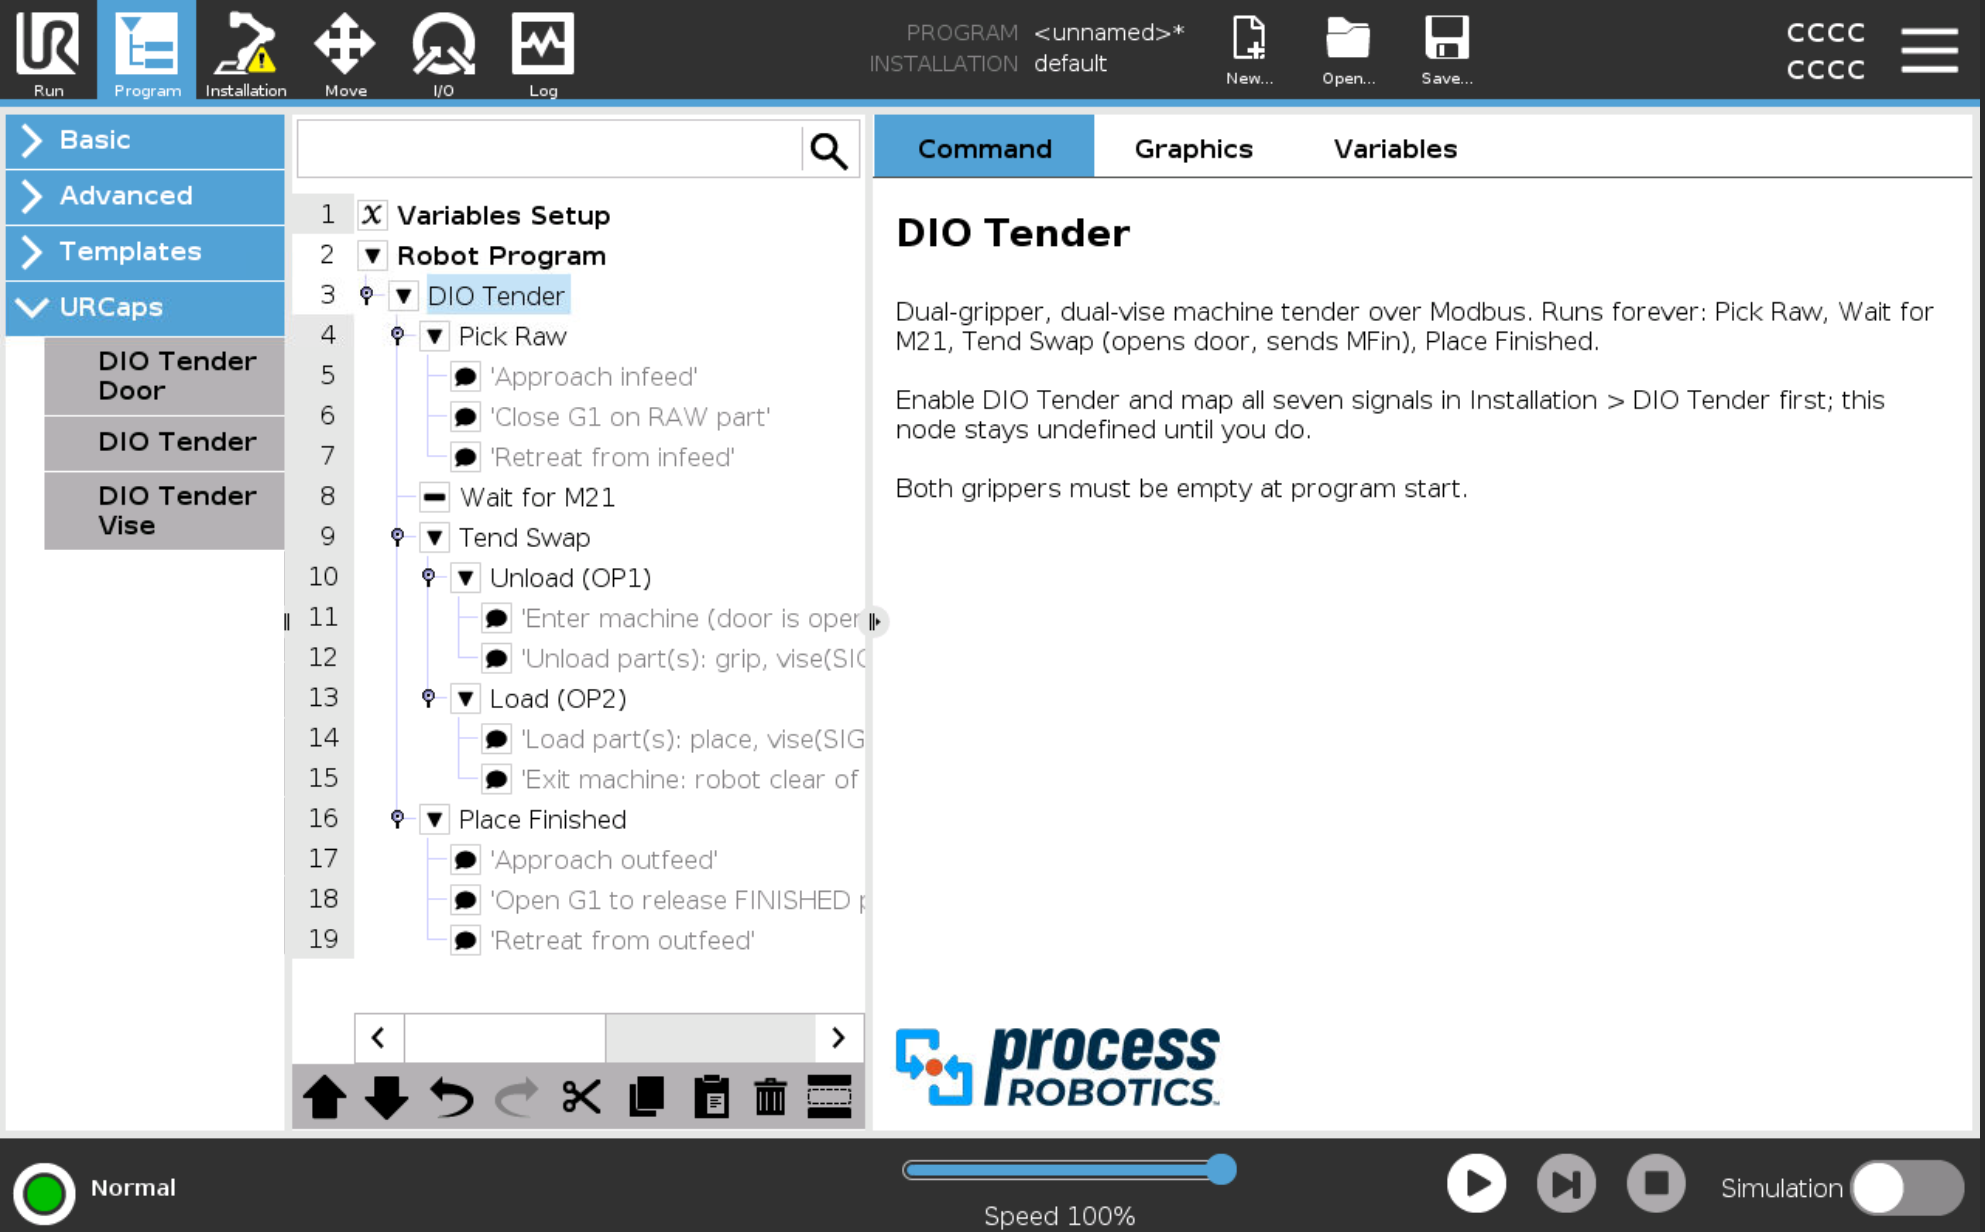 PROGRAM <unnamed>*
INSTALLATION default
CCCC
CCCC
Run
Program
Installation
Move
I/O
Log
New...
Open...
Save...
Basic
Advanced
Templates
URCaps
DIO Tender
Door
DIO Tender
DIO Tender
Vise
1 X Variables Setup
2 Robot Program
3 DIO Tender
4 Pick Raw
5 'Approach infeed'
6 'Close G1 on RAW part'
7 'Retreat from infeed'
8 Wait for M21
9 Tend Swap
10 Unload (OP1)
11 'Enter machine (door is oper
12 'Unload part(s): grip, vise(SIG
13 Load (OP2)
14 'Load part(s): place, vise(SIG
15 'Exit machine: robot clear of
16 Place Finished
17 'Approach outfeed'
18 'Open G1 to release FINISHED p
19 'Retreat from outfeed'
Command Graphics Variables
DIO Tender
Dual-gripper, dual-vise machine tender over Modbus. Runs forever: Pick Raw, Wait for
M21, Tend Swap (opens door, sends MFin), Place Finished.
Enable DIO Tender and map all seven signals in Installation > DIO Tender first; this
node stays undefined until you do.
Both grippers must be empty at program start.
process
ROBOTICS
Normal
Speed 100%
Simulation